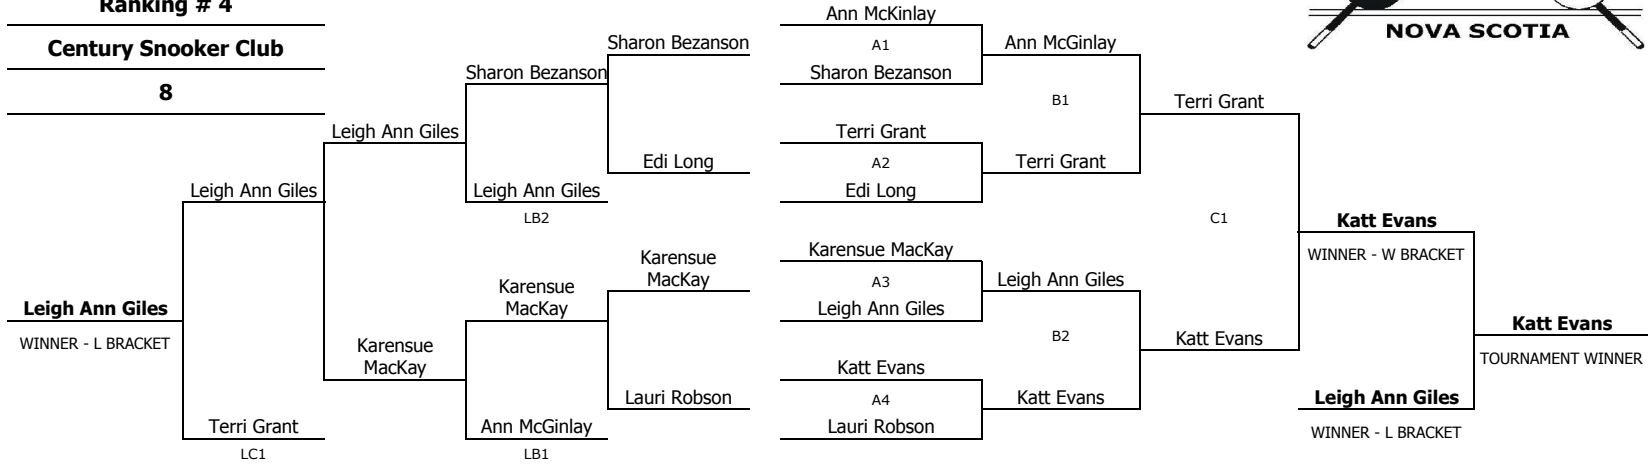 Ranking # 4
Century Snooker Club
8
NOVA SCOTIA
Ann McKinlay
A1
Sharon Bezanson
Ann McGinlay
B1
Terri Grant
A2
Edi Long
Terri Grant
Terri Grant
C1
Karensue MacKay
A3
Leigh Ann Giles
Leigh Ann Giles
B2
Katt Evans
A4
Lauri Robson
Katt Evans
Katt Evans
Katt Evans
WINNER - W BRACKET
Leigh Ann Giles
WINNER - L BRACKET
Katt Evans
TOURNAMENT WINNER
Sharon Bezanson
Edi Long
Sharon Bezanson
Leigh Ann Giles
LB2
Leigh Ann Giles
Karensue
MacKay
Lauri Robson
Karensue
MacKay
Ann McGinlay
LB1
Karensue
MacKay
Leigh Ann Giles
Terri Grant
LC1
Leigh Ann Giles
WINNER - L BRACKET